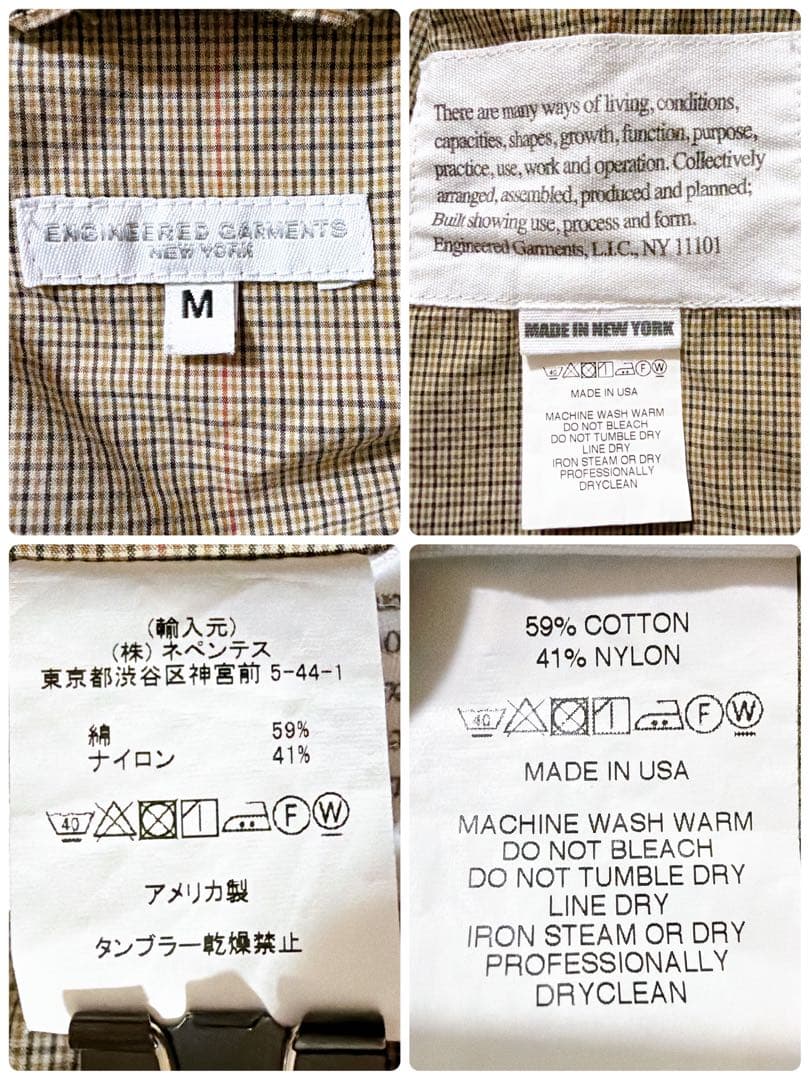 ENGINEERED GARMENTS
NEW YORK
M
There are many ways of living, conditions,
capacities, shapes, growth, function, purpose,
practice, use, work and operation. Collectively
arranged, assembled, produced and planned;
Built showing use, process and form.
Engineered Garments, L.I.C., NY 11101
MADE IN NEW YORK
40 F W
MADE IN USA
MACHINE WASH WARM
DO NOT BLEACH
DO NOT TUMBLE DRY
LINE DRY
IRON STEAM OR DRY
PROFESSIONALLY
DRYCLEAN
(輸入元)
(株) ネペンテス
東京都渋谷区神宮前 5-44-1
綿 59%
ナイロン 41%
40 F W
アメリカ製
タンブラー乾燥禁止
59% COTTON
41% NYLON
40 F W
MADE IN USA
MACHINE WASH WARM
DO NOT BLEACH
DO NOT TUMBLE DRY
LINE DRY
IRON STEAM OR DRY
PROFESSIONALLY
DRYCLEAN